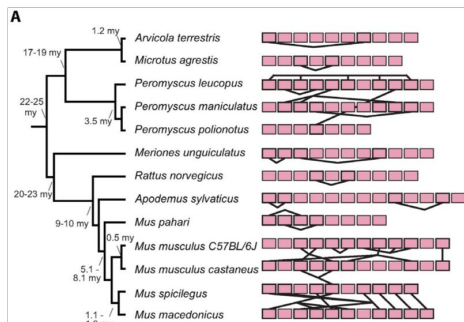 A
1.2 my
Arvicola terrestris
17-19 my
Microtus agrestis
Peromyscus leucopus
22-25
my
Peromyscus maniculatus
3.5 my
Peromyscus polionotus
Meriones unguiculatus
20-23 my
Rattus norvegicus
Apodemus sylvaticus
9-10 my
Mus pahari
0.5 my
Mus musculus C57BL/6J
5.1 -
8.1 my
Mus musculus castaneus
Mus spicilegus
1.1 -
Mus macedonicus